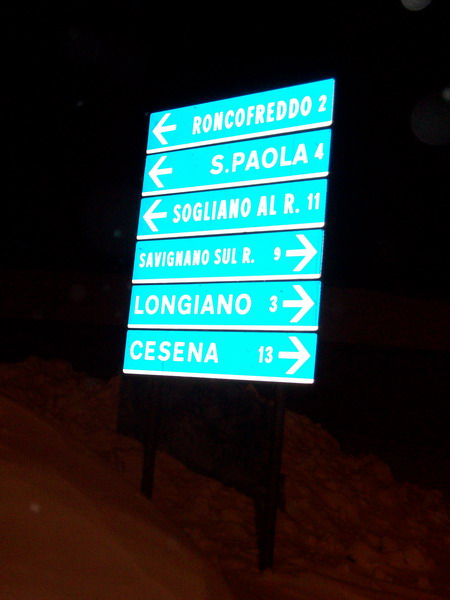 RONCOFREDDO 2
S.PAOLA 4
SOGLIANO AL R. 11
SAVIGNANO SUL R. 9
LONGIANO 3
CESENA 13